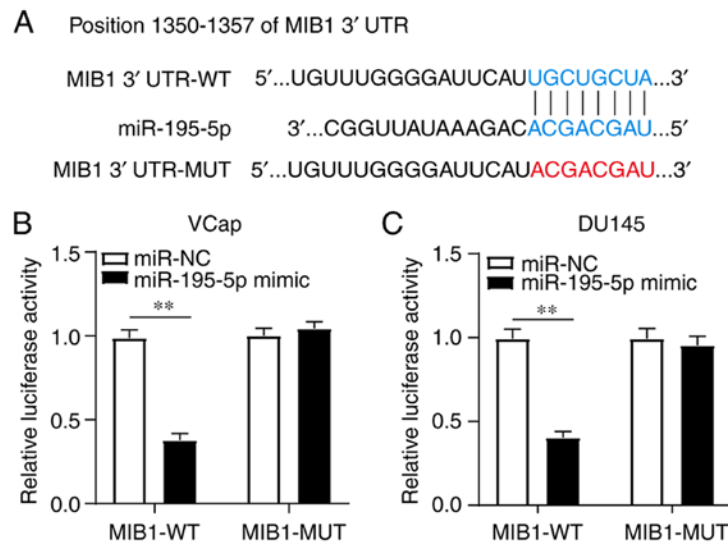 A Position 1350-1357 of MIB1 3′ UTR
MIB1 3′ UTR-WT 5′...UGUUUGGGGAUUCAUUGCUGCUA...3′
miR-195-5p 3′...CGGUUAUAAAGACACGACGAU...5′
MIB1 3′ UTR-MUT 5′...UGUUUGGGGAUUCAUACGACGAU...3′
B VCap
Relative luciferase activity
1.5
1.0
0.5
0.0
miR-NC
miR-195-5p mimic
**
MIB1-WT MIB1-MUT
C DU145
Relative luciferase activity
1.5
1.0
0.5
0.0
miR-NC
miR-195-5p mimic
**
MIB1-WT MIB1-MUT